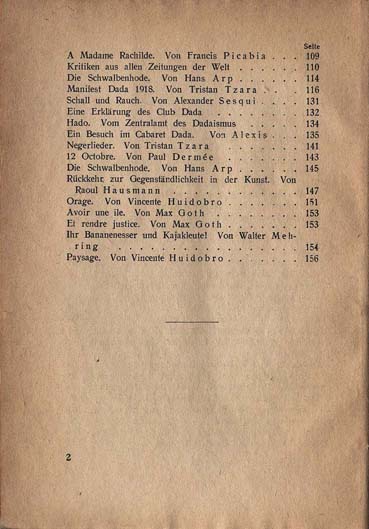 Seite
A Madame Rachilde. Von Francis Picabia . . . 109
Kritiken aus allen Zeitungen der Welt . . . . . 110
Die Schwalbenhode. Von Hans Arp . . . . . 114
Manifest Dada 1918. Von Tristan Tzara . . . . 116
Schall und Rauch. Von Alexander Sesqui . . . . 131
Eine Erklärung des Club Dada . . . . . . . 132
Hado. Vom Zentralamt des Dadaismus . . . . . 134
Ein Besuch im Cabaret Dada. Von Alexis . . . 135
Negerlieder. Von Tristan Tzara . . . . . . . 141
12 Octobre. Von Paul Dermée . . . . . . . 143
Die Schwalbenhode. Von Hans Arp . . . . . 145
Rückkehr zur Gegenständlichkeit in der Kunst. Von
Raoul Hausmann . . . . . . . . . . 147
Orage. Von Vincente Huidobro . . . . . . . 151
Avoir une ile. Von Max Goth . . . . . . . 153
Et rendre justice. Von Max Goth . . . . . . 153
Ihr Bananenesser und Kajakleute! Von Walter Meh-
ring . . . . . . . . . . . . . . 154
Paysage. Von Vincente Huidobro . . . . . . 156
2